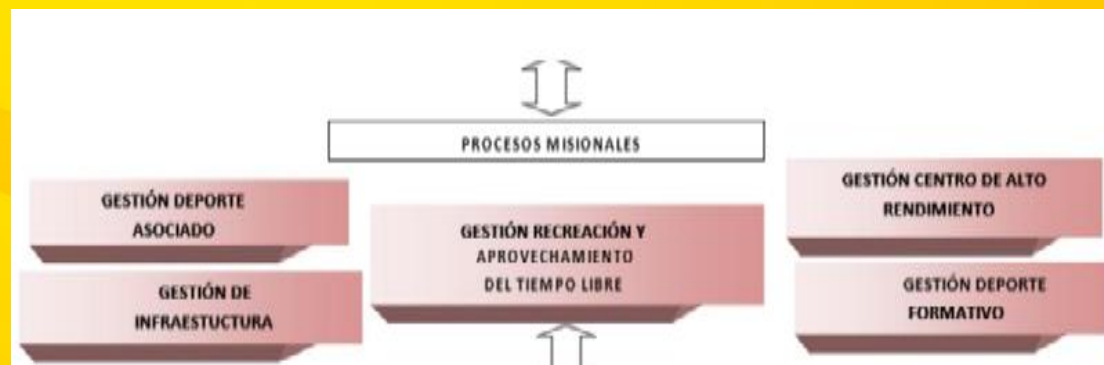 PROCESOS MISIONALES
GESTIÓN DEPORTE
ASOCIADO
GESTIÓN DE
INFRAESTUCTURA
GESTIÓN RECREACIÓN Y
APROVECHAMIENTO
DEL TIEMPO LIBRE
GESTIÓN CENTRO DE ALTO
RENDIMIENTO
GESTIÓN DEPORTE
FORMATIVO